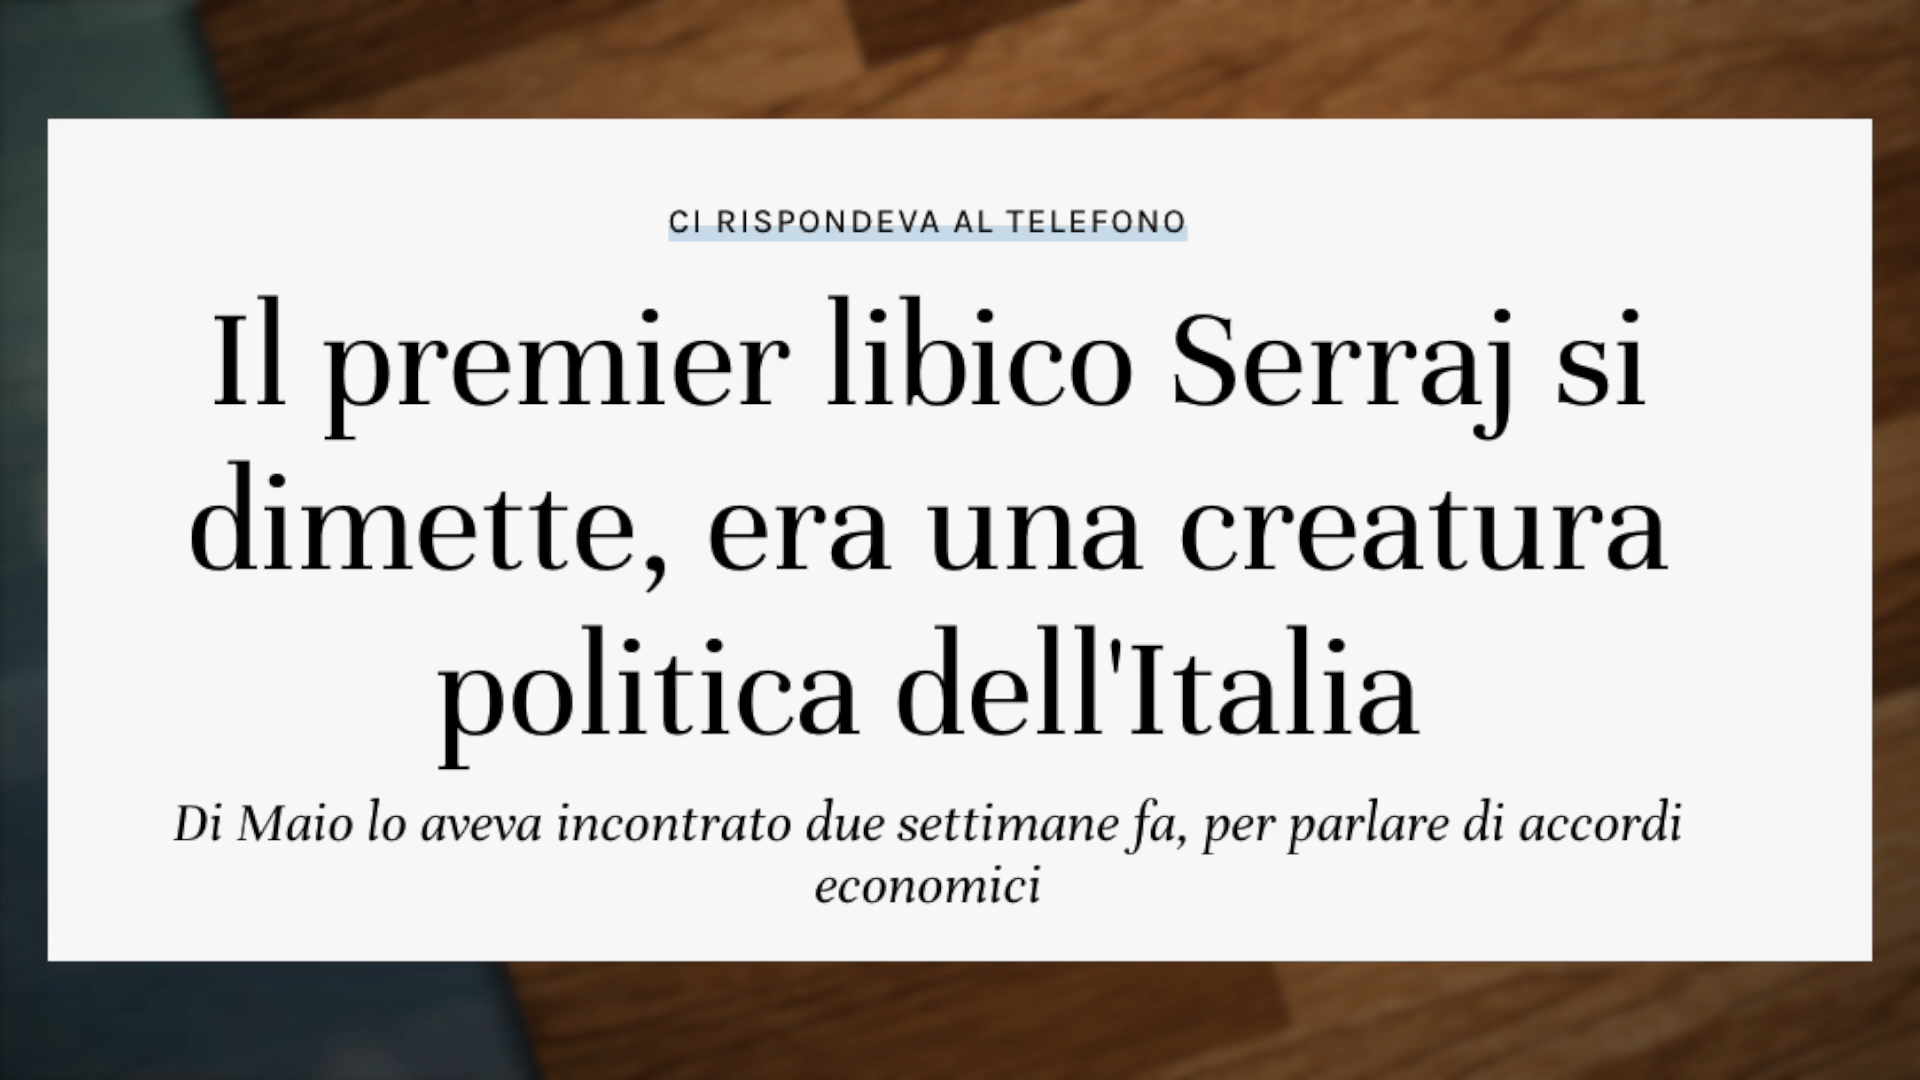 CI RISPONDEVA AL TELEFONO
Il premier libico Serraj si
dimette, era una creatura
politica dell'Italia
Di Maio lo aveva incontrato due settimane fa, per parlare di accordi
economici